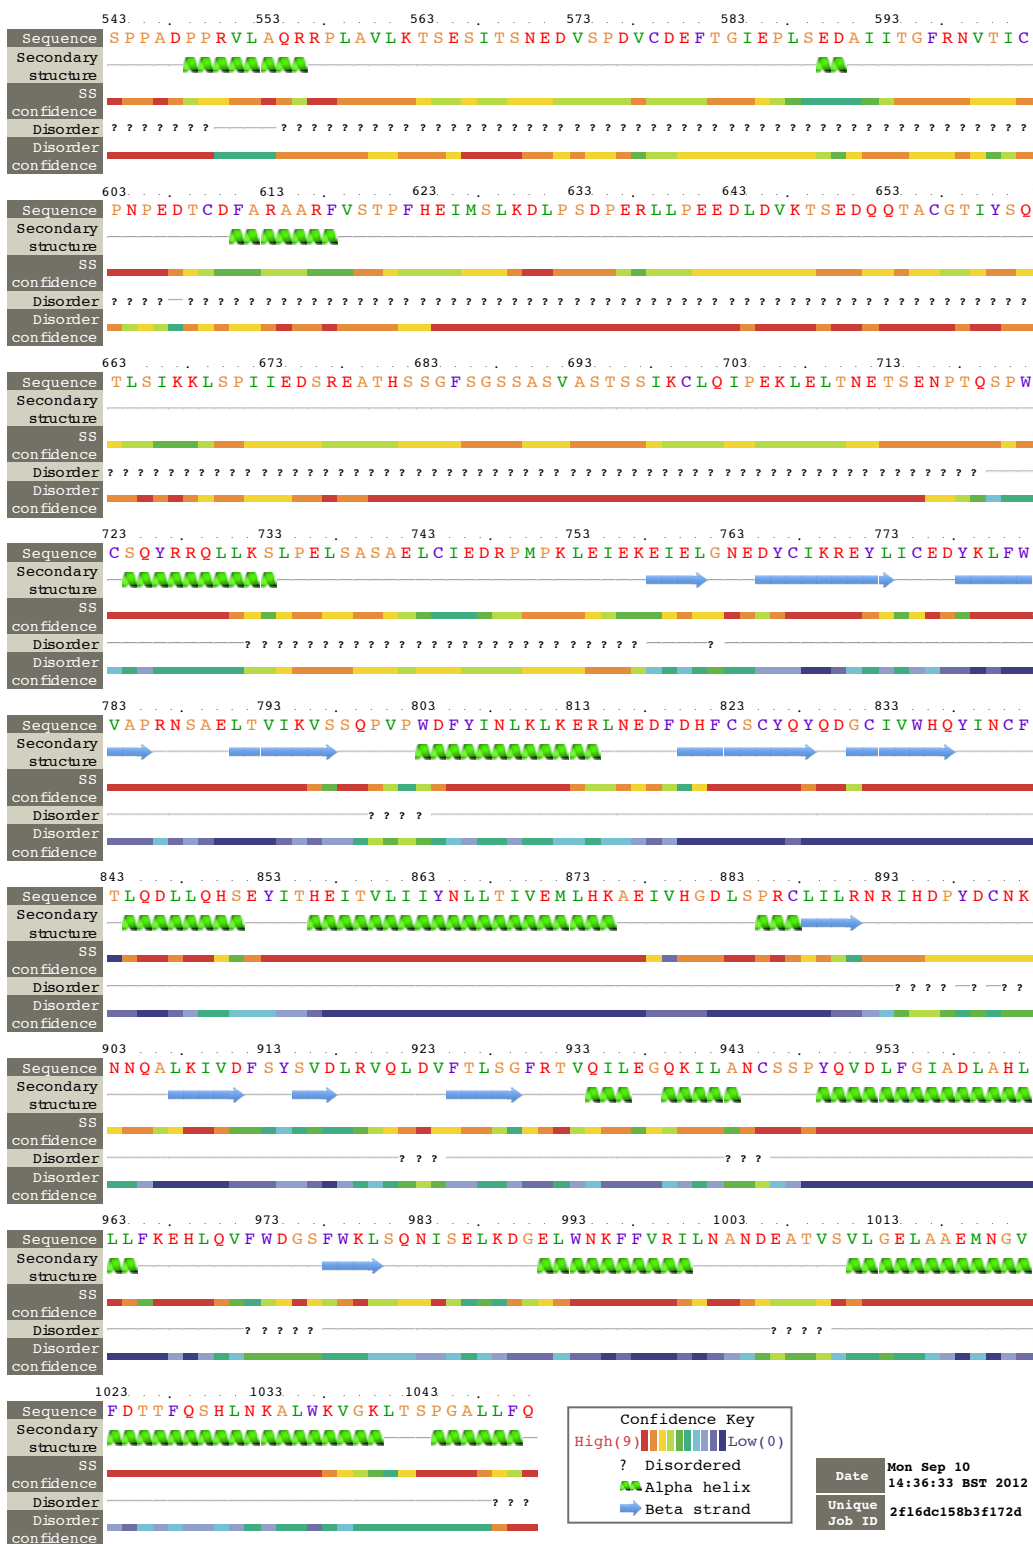 543 553 563 573 583 593
Sequence SPPADPPRVLAQRRPLAVLKTSESITSNEDVSPDVCDEFTGIEPLSEDAIITGFRNVTIC
Secondary
structure
SS
confidence
Disorder ??????? ?????????????????????????????????????????????????
Disorder
confidence
603 613 623 633 643 653
Sequence PNPEDTCDFARAARFVSTPFHEIMSLKDLPSDPERLLPEEDLDVKTSEDQQTACGTIYSQ
Secondary
structure
SS
confidence
Disorder ???? ???????????????????????????????????????????????????????
Disorder
confidence
663 673 683 693 703 713
Sequence TLSIKKLSPIIEDSREATHSSGFSGSSASVASTSSIKCLQIPEKLELTNETSENPTQSPW
Secondary
structure
SS
confidence
Disorder ?????????????????????????????????????????????????????????
Disorder
confidence
723 733 743 753 763 773
Sequence CSQYRRQLLKSLPELSASAELCIEDRPMPKLEIEKEIELGNEDYCIKREYLICEDYKLFW
Secondary
structure
SS
confidence
Disorder ?????????????????????????? ?
Disorder
confidence
783 793 803 813 823 833
Sequence VAPRNSAELTVIKVSSQPVPWDFYINLKLKERLNEDFDHFCSCYQYQDGCIVWHQYINCF
Secondary
structure
SS
confidence
Disorder ????
Disorder
confidence
843 853 863 873 883 893
Sequence TLQDLLQHSEYITHEITVLIIYNLLTIVEMLHKAEIVHGDLSPRCLILRNRIHDPYDCNK
Secondary
structure
SS
confidence
Disorder ???? ? ??
Disorder
confidence
903 913 923 933 943 953
Sequence NNQALKIVDFSYSVDLRVQLDVFTLSGFRTVQILEGQKILANCSSPYQVDLFGIADLAHL
Secondary
structure
SS
confidence
Disorder ??? ???
Disorder
confidence
963 973 983 993 1003 1013
Sequence LLFKEHLQVFWDGSFWKLSQNISELKDGELWNKFFVRILNANDEATVSVLGELAAEMNGV
Secondary
structure
SS
confidence
Disorder ????? ????
Disorder
confidence
1023 1033 1043
Sequence FDTTFQSHLNKALWKVGKLTSPGALLFQ
Secondary
structure
SS
confidence
Disorder ???
Disorder
confidence
Confidence Key
High(9) Low(0)
? Disordered
Alpha helix
Beta strand
Date Mon Sep 10
14:36:33 BST 2012
Unique
Job ID 2f16dc158b3f172d